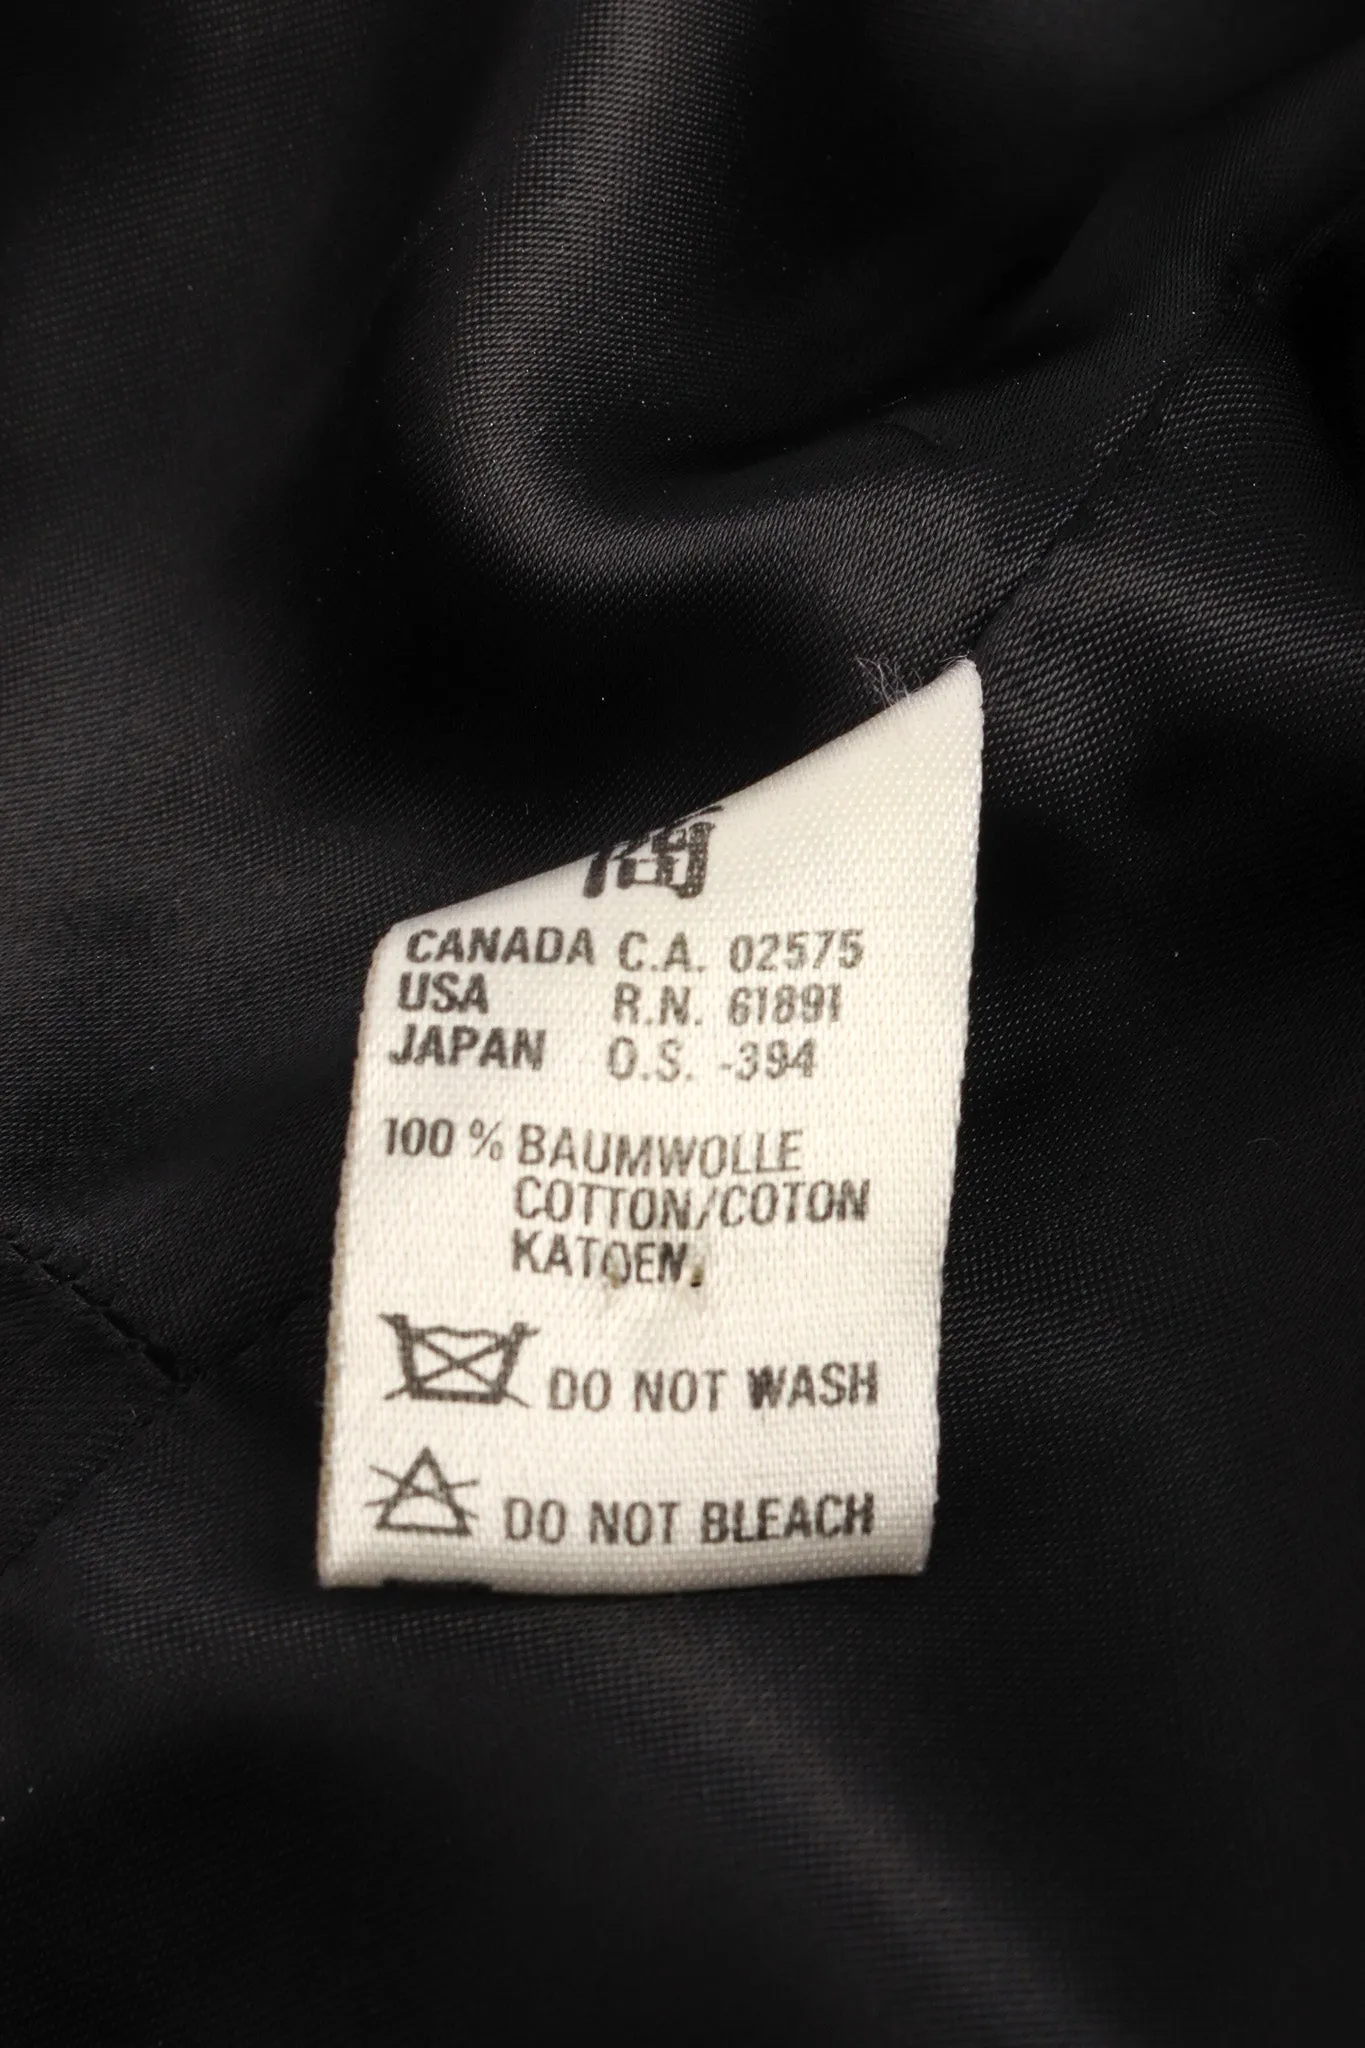 CANADA C.A. 02575
USA R.N. 61891
JAPAN O.S. -394
100 % BAUMWOLLE
COTTON/COTON
KATOEN
DO NOT WASH
DO NOT BLEACH